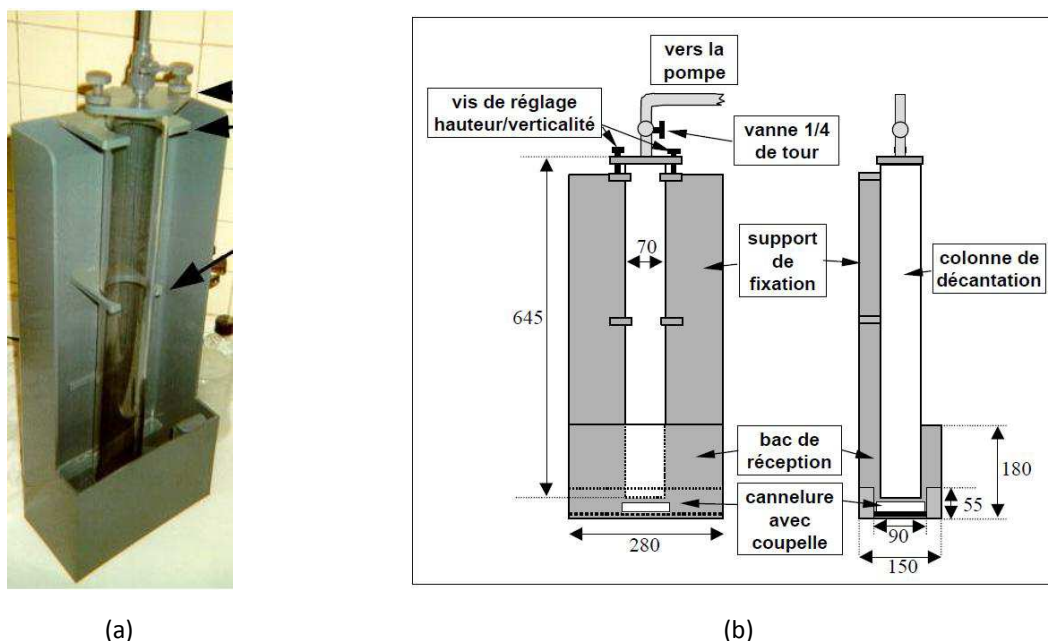 vers la
pompe
vis de réglage
hauteur/verticalité
vanne 1/4
de tour
70
support
de
fixation
colonne de
décantation
645
bac de
réception
180
cannelure
avec
coupelle
55
280
90
150
(a)
(b)